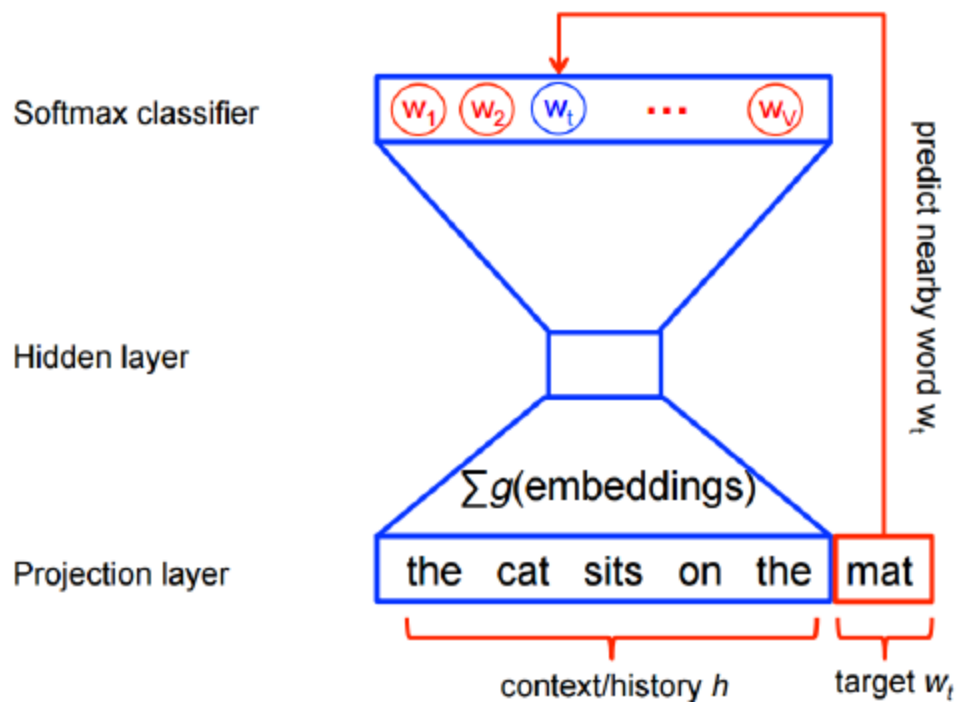 Softmax classifier
w1 w2 wt ... wV
predict nearby word wt
Hidden layer
∑g(embeddings)
Projection layer
the cat sits on the mat
context/history h
target wt